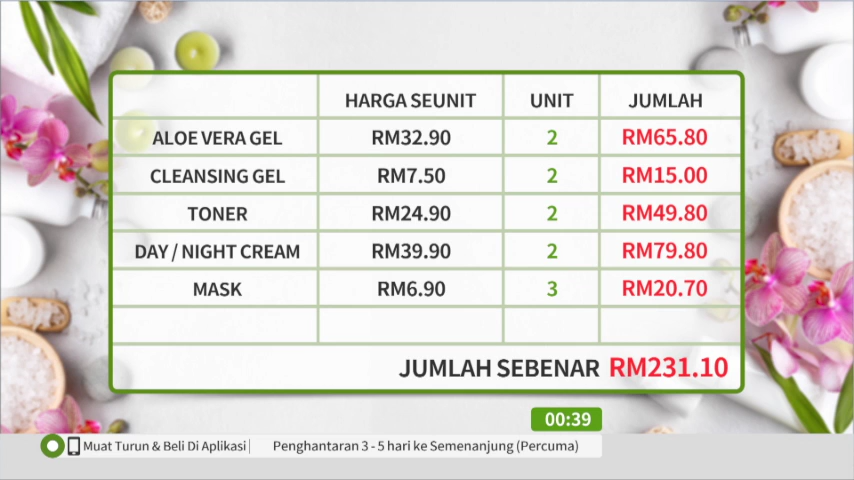 HARGA SEUNIT UNIT JUMLAH
ALOE VERA GEL RM32.90 2 RM65.80
CLEANSING GEL RM7.50 2 RM15.00
TONER RM24.90 2 RM49.80
DAY / NIGHT CREAM RM39.90 2 RM79.80
MASK RM6.90 3 RM20.70
JUMLAH SEBENAR RM231.10
00:39
Muat Turun & Beli Di Aplikasi Penghantaran 3 - 5 hari ke Semenanjung (Percuma)